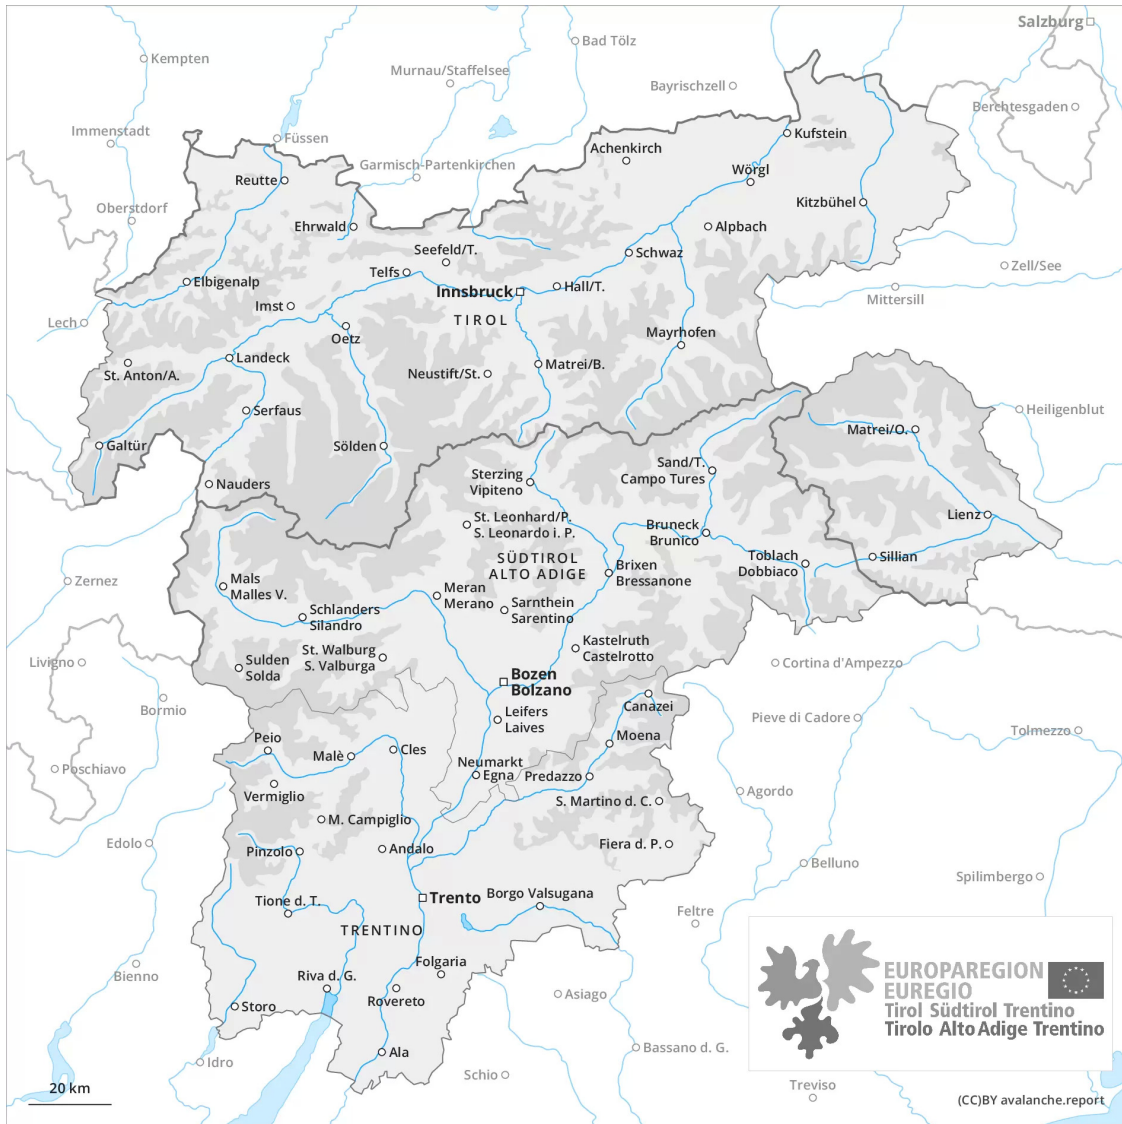 Salzburg
Bad Tölz
Kempten
Murnau/Staffelsee
Bayrischzell
Berchtesgaden
Immenstadt
Füssen
Kufstein
Achenkirch
Garmisch-Partenkirchen
Wörgl
Reutte
Oberstdorf
Kitzbühel
Ehrwald
Alpbach
Seefeld/T.
Schwaz
Telfs
Zell/See
Elbigenalp
Innsbruck
Hall/T.
Mittersill
Imst
TIROL
Lech
Oetz
Mayrhofen
Landeck
Matrei/B.
St. Anton/A.
Neustift/St.
Serfaus
Heiligenblut
Matrei/O.
Galtür
Sölden
Sand/T.
Campo Tures
Sterzing
Vipiteno
Nauders
St. Leonhard/P.
S. Leonardo i. P.
Lienz
Bruneck
Brunico
SÜDTIROL
ALTO ADIGE
Toblach
Dobbiaco
Sillian
Brixen
Bressanone
Zernez
Mals
Malles V.
Meran
Merano
Sarnthein
Sarentino
Schlanders
Silandro
Kastelruth
Castelrotto
St. Walburg
S. Valburga
Livigno
Sulden
Solda
Cortina d'Ampezzo
Bozen
Bolzano
Bormio
Canazei
Leifers
Laives
Pieve di Cadore
Tolmezzo
Peio
Moena
Cles
Malè
Neumarkt
Egna
Predazzo
Poschiavo
Vermiglio
Agordo
S. Martino d. C.
M. Campiglio
Edolo
Fiera d. P.
Pinzolo
Andalo
Belluno
Spilimbergo
Trento
Borgo Valsugana
Tione d. T.
Feltre
TRENTINO
Folgaria
Bienno
Riva d. G.
Rovereto
Asiago
Storo
EUROPAREGION
EUREGIO
Tirol Südtirol Trentino
Tirolo Alto Adige Trentino
Ala
Idro
Bassano d. G.
Schio
Treviso
20 km
(CC)BY avalanche.report